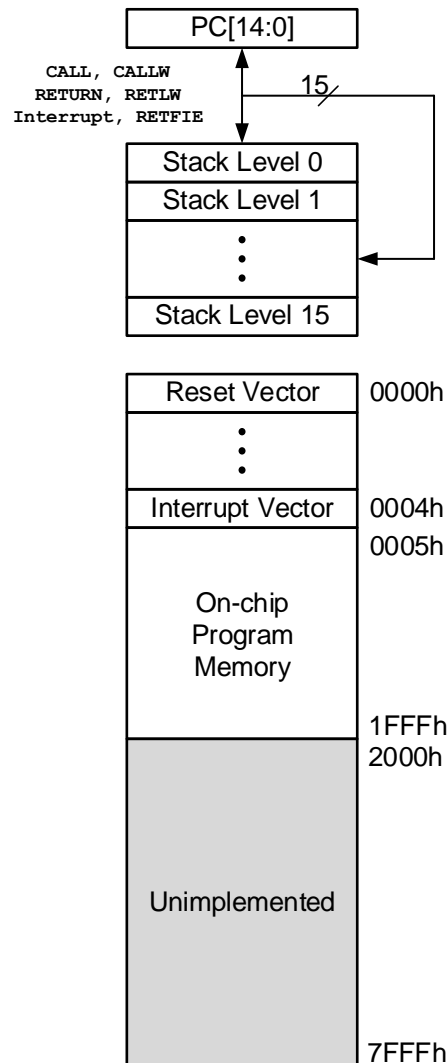 PC[14:0]
CALL, CALLW
RETURN, RETLW
Interrupt, RETFIE
15
Stack Level 0
Stack Level 1
Stack Level 15
Reset Vector
0000h
Interrupt Vector
0004h
0005h
On-chip
Program
Memory
1FFFh
2000h
Unimplemented
7FFFh